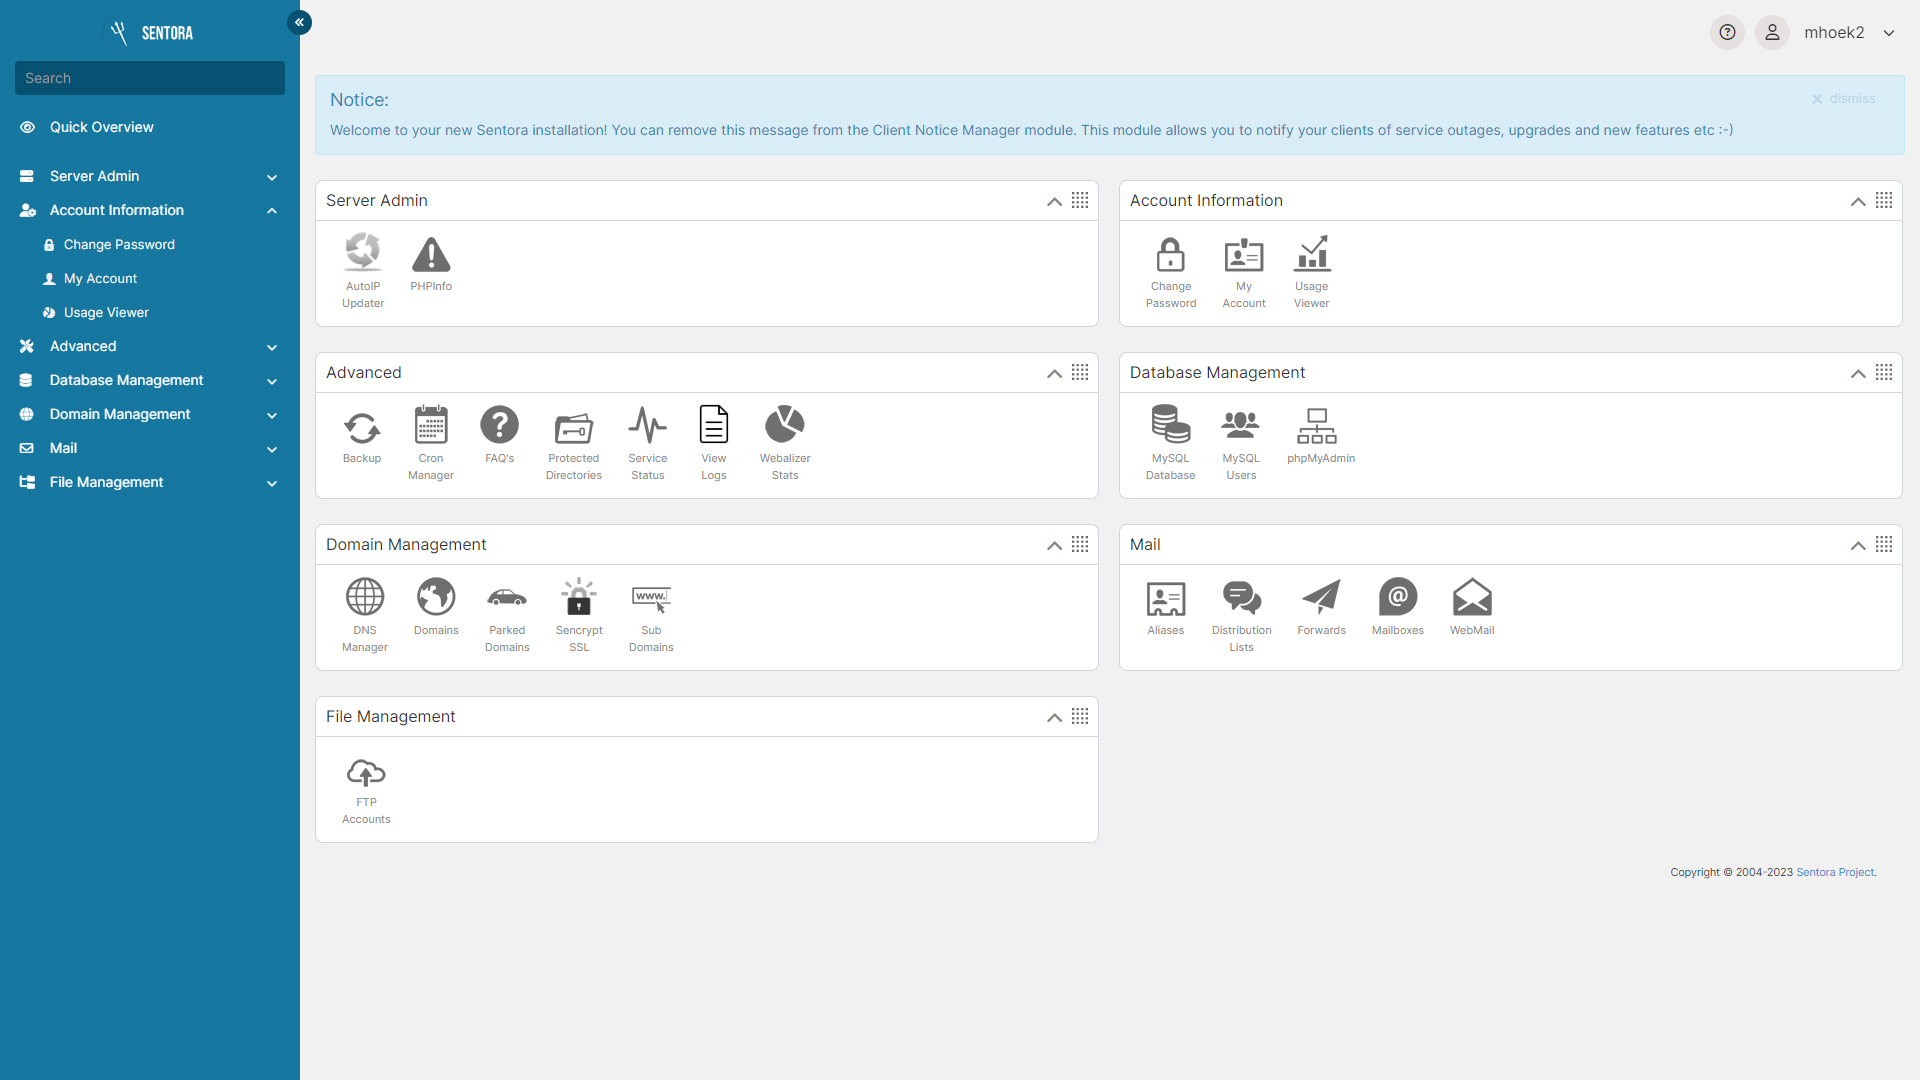 SENTORA
mhoek2
Search
Notice:
dismiss
Welcome to your new Sentora installation! You can remove this message from the Client Notice Manager module. This module allows you to notify your clients of service outages, upgrades and new features etc :-)
Quick Overview
Server Admin
Account Information
Change Password
My Account
Usage Viewer
Advanced
Database Management
Domain Management
Mail
File Management
Server Admin
AutoIP
Updater
PHPInfo
Account Information
Change
Password
My
Account
Usage
Viewer
Advanced
Backup
Cron
Manager
FAQ's
Protected
Directories
Service
Status
View
Logs
Webalizer
Stats
Database Management
MySQL
Database
MySQL
Users
phpMyAdmin
Domain Management
DNS
Manager
Domains
Parked
Domains
Sencrypt
SSL
www.
Sub
Domains
Mail
Aliases
Distribution
Lists
Forwards
@
Mailboxes
WebMail
File Management
FTP
Accounts
Copyright © 2004-2023 Sentora Project.